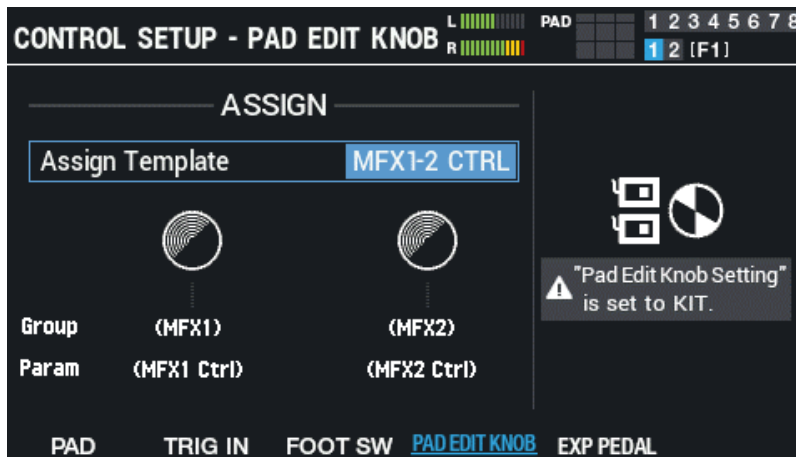 CONTROL SETUP - PAD EDIT KNOB L PAD 1 2 3 4 5 6 7 8
R 1 2 [F1]
ASSIGN
Assign Template MFX1-2 CTRL
"Pad Edit Knob Setting"
is set to KIT.
Group (MFX1) (MFX2)
Param (MFX1 Ctrl) (MFX2 Ctrl)
PAD TRIG IN FOOT SW PAD EDIT KNOB EXP PEDAL